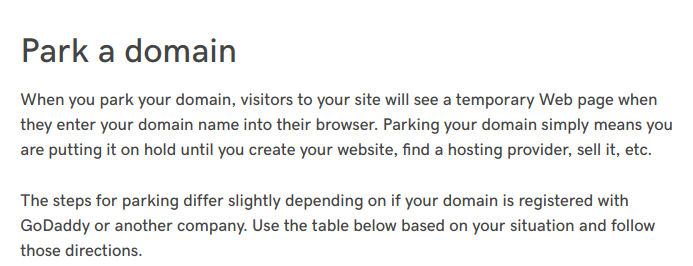 Park a domain
When you park your domain, visitors to your site will see a temporary Web page when
they enter your domain name into their browser. Parking your domain simply means you
are putting it on hold until you create your website, find a hosting provider, sell it, etc.
The steps for parking differ slightly depending on if your domain is registered with
GoDaddy or another company. Use the table below based on your situation and follow
those directions.